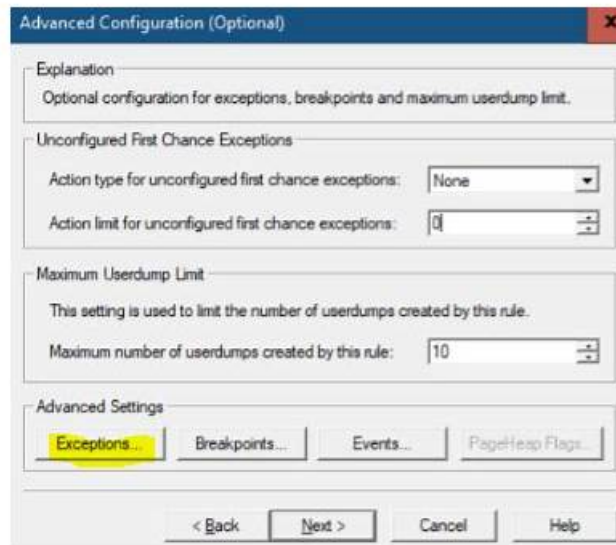 Advanced Configuration (Optional)
x
Explanation
Optional configuration for exceptions, breakpoints and maximum userdump limit.
Unconfigured First Chance Exceptions
Action type for unconfigured first chance exceptions:
None
Action limit for unconfigured first chance exceptions:
0
Maximum Userdump Limit
This setting is used to limit the number of userdumps created by this rule.
Maximum number of userdumps created by this rule:
10
Advanced Settings
Exceptions...
Breakpoints...
Events...
PageHeap Flags...
< Back
Next >
Cancel
Help